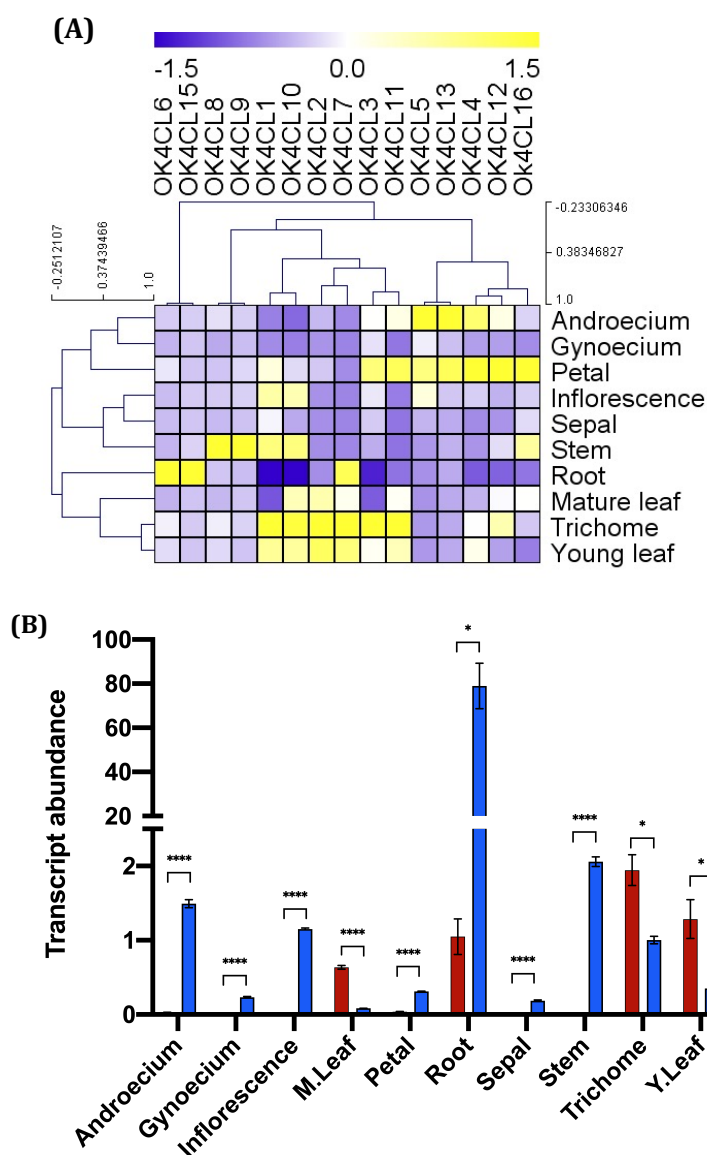 (A)
-1.5 0.0 1.5
OK4CL6
OK4CL15
OK4CL8
OK4CL9
OK4CL1
OK4CL10
OK4CL2
OK4CL7
OK4CL3
OK4CL11
OK4CL5
OK4CL13
OK4CL4
OK4CL12
Ok4CL16
-0.2512107
0.37439466
1.0
-0.23306346
0.38346827
1.0
Androecium
Gynoecium
Petal
Inflorescence
Sepal
Stem
Root
Mature leaf
Trichome
Young leaf
(B)
Transcript abundance
100
80
60
40
20
2
1
0
****
****
****
****
****
*
****
****
*
*
Androecium
Gynoecium
Inflorescence
M.Leaf
Petal
Root
Sepal
Stem
Trichome
Y.Leaf